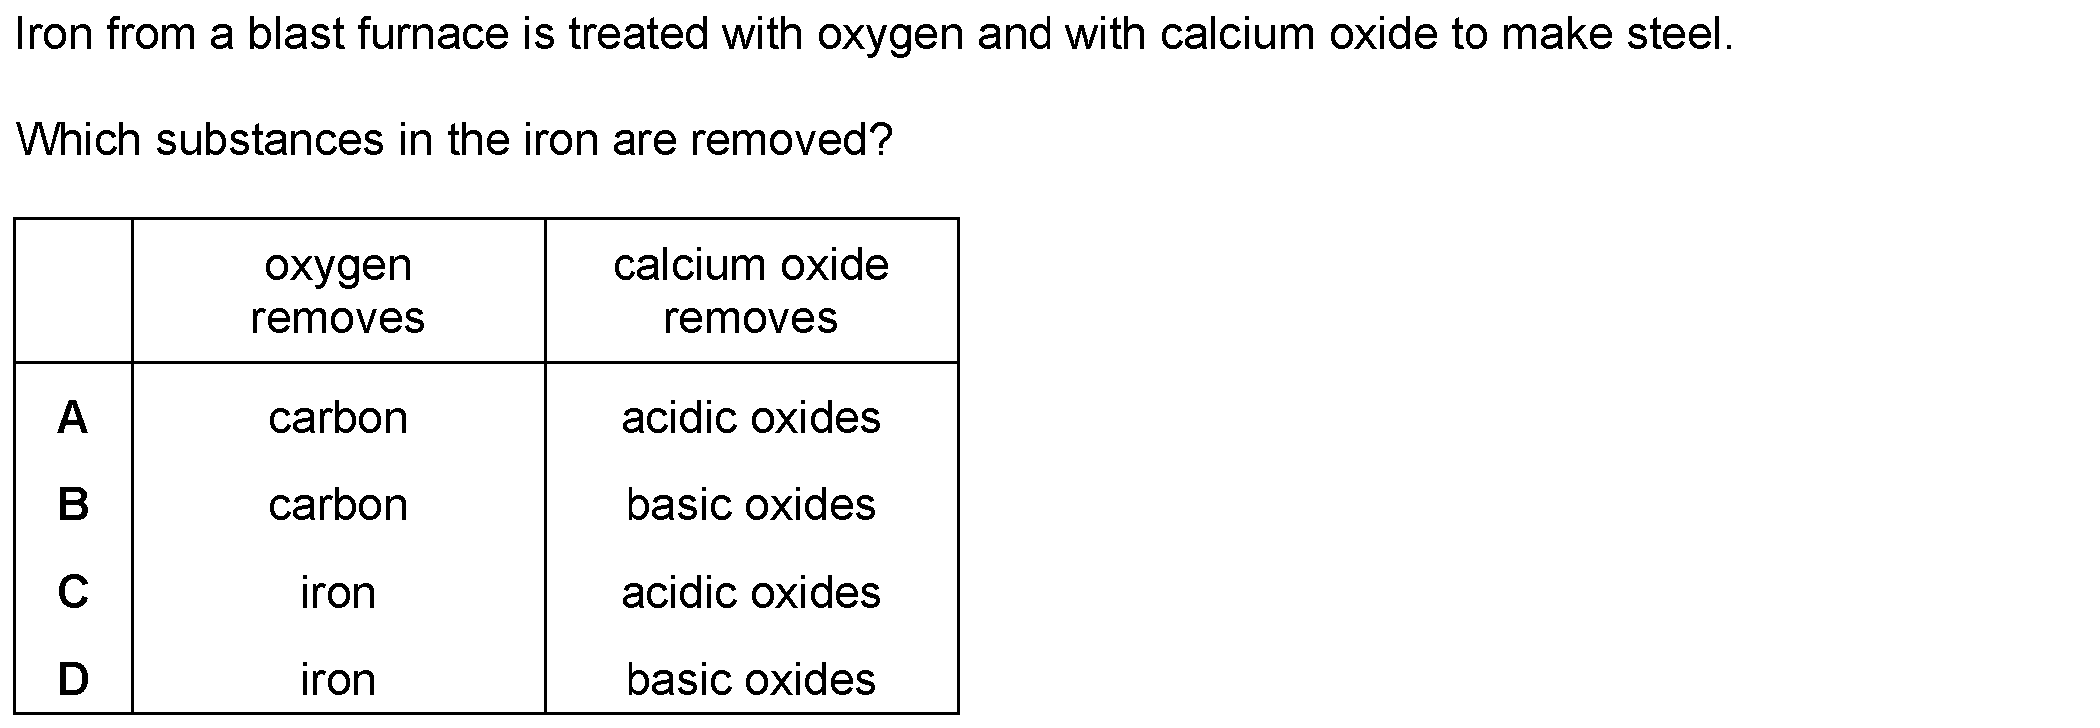 Iron from a blast furnace is treated with oxygen and with calcium oxide to make steel.
Which substances in the iron are removed?
oxygen removes calcium oxide removes
A carbon acidic oxides
B carbon basic oxides
C iron acidic oxides
D iron basic oxides